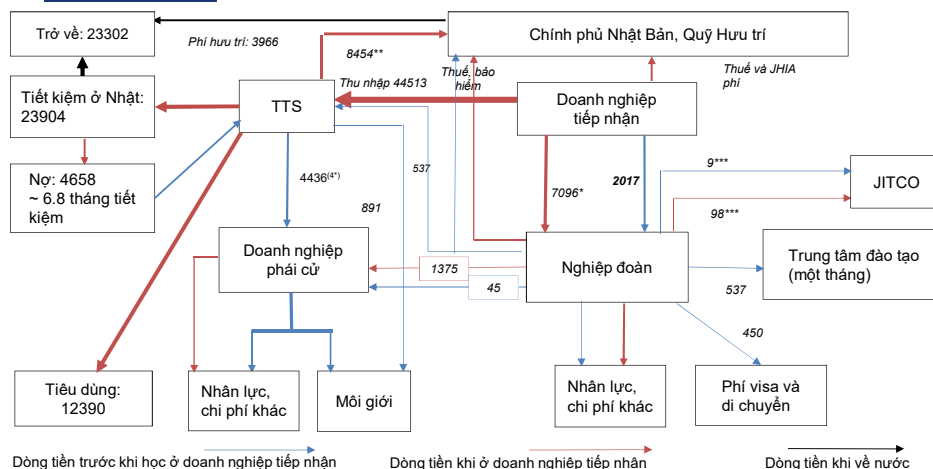 Trở về: 23302
Phí hưu trí: 3966
8454**
Chính phủ Nhật Bản, Quỹ Hưu trí
Thu nhập 44513
Thuế, bảo
hiểm
Thuế và JHIA
phí
Tiết kiệm ở Nhật:
23904
TTS
Doanh nghiệp
tiếp nhận
Nợ: 4658
~ 6.8 tháng tiết
kiệm
4436(4*)
537
7096*
2017
9***
JITCO
98***
891
Doanh nghiệp
phái cử
1375
45
Nghiệp đoàn
Trung tâm đào tạo
(một tháng)
537
450
Tiêu dùng:
12390
Nhân lực,
chi phí khác
Môi giới
Nhân lực,
chi phí khác
Phí visa và
di chuyển
Dòng tiền trước khi học ở doanh nghiệp tiếp nhận
Dòng tiền khi ở doanh nghiệp tiếp nhận
Dòng tiền khi về nước